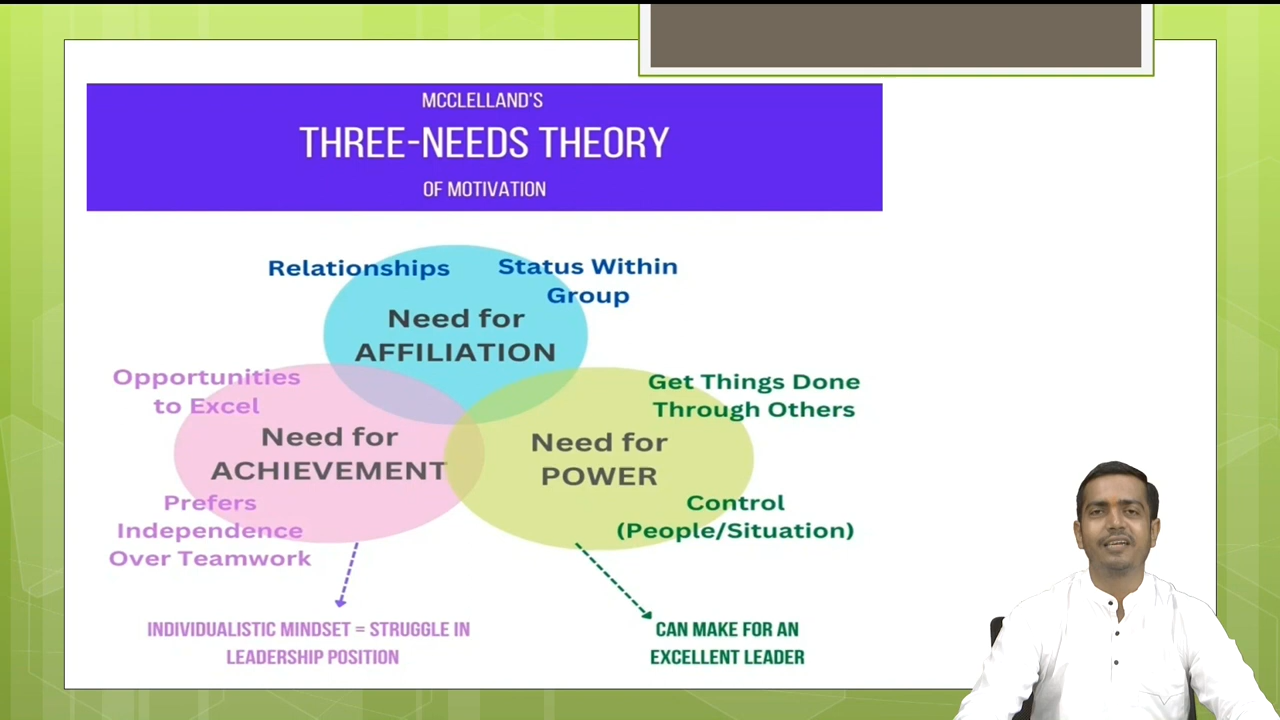 MCCLELLAND'S
THREE-NEEDS THEORY
OF MOTIVATION
Relationships
Status Within
Group
Need for
AFFILIATION
Opportunities
to Excel
Need for
ACHIEVEMENT
Prefers
Independence
Over Teamwork
Get Things Done
Through Others
Need for
POWER
Control
(People/Situation)
INDIVIDUALISTIC MINDSET = STRUGGLE IN
LEADERSHIP POSITION
CAN MAKE FOR AN
EXCELLENT LEADER